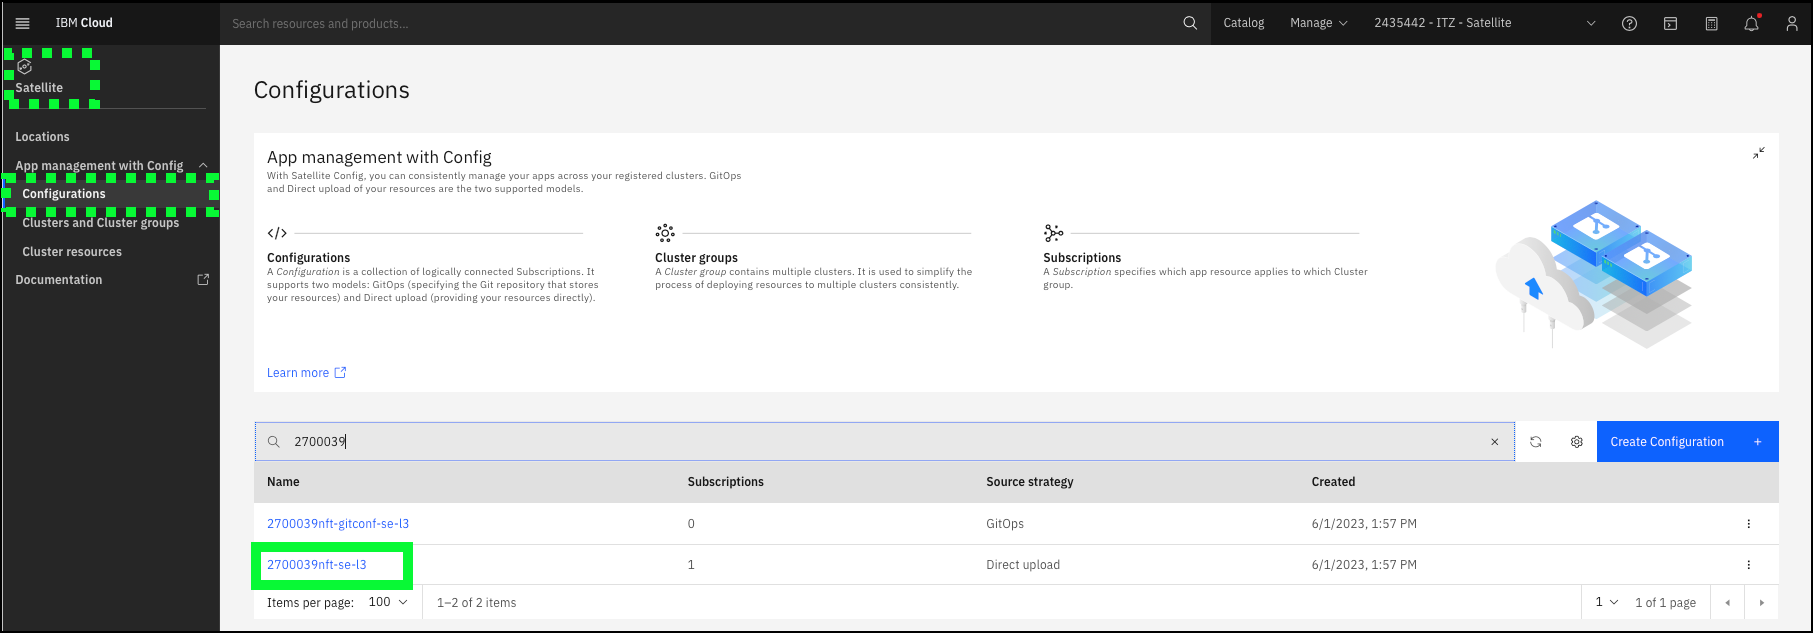 IBM Cloud
Search resources and products...
Catalog
Manage
2435442 - ITZ - Satellite
Satellite
Locations
App management with Config
Configurations
Clusters and Cluster groups
Cluster resources
Documentation
Configurations
App management with Config
With Satellite Config, you can consistently manage your apps across your registered clusters. GitOps
and Direct upload of your resources are the two supported models.
Configurations
A Configuration is a collection of logically connected Subscriptions. It
supports two models: GitOps (specifying the Git repository that stores
your resources) and Direct upload (providing your resources directly).
Cluster groups
A Cluster group contains multiple clusters. It is used to simplify the
process of deploying resources to multiple clusters consistently.
Subscriptions
A Subscription specifies which app resource applies to which Cluster
group.
Learn more
2700039
Create Configuration +
Name Subscriptions Source strategy Created
2700039nft-gitconf-se-l3 0 GitOps 6/1/2023, 1:57 PM
2700039nft-se-l3 1 Direct upload 6/1/2023, 1:57 PM
Items per page: 100 1–2 of 2 items 1 1 of 1 page